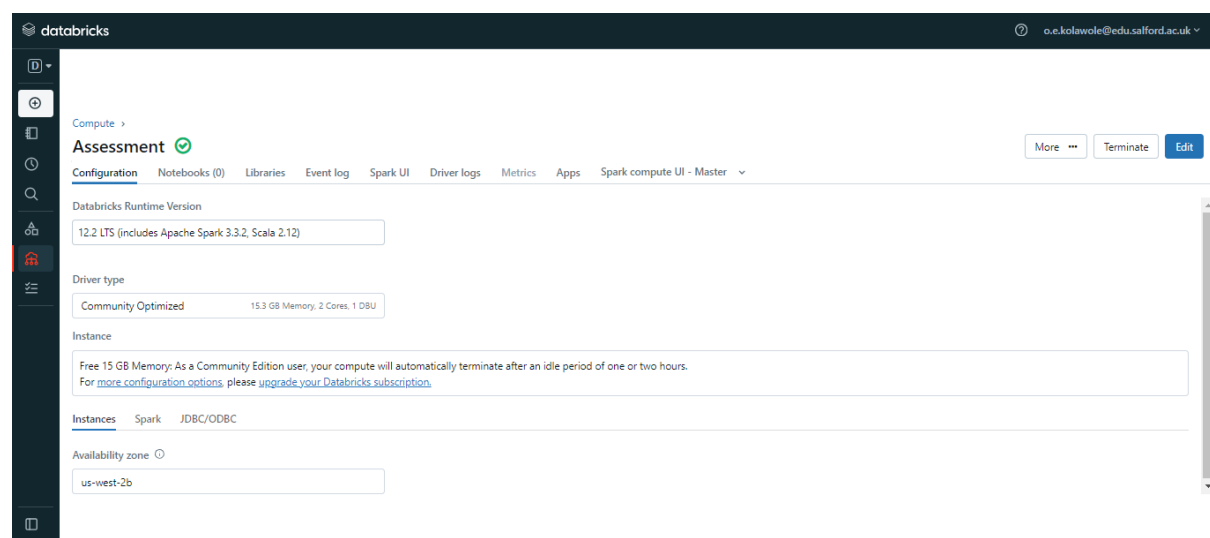 databricks
o.e.kolawole@edu.salford.ac.uk
D
Compute ›
Assessment
More ···
Terminate
Edit
Configuration Notebooks (0) Libraries Event log Spark UI Driver logs Metrics Apps Spark compute UI - Master
Databricks Runtime Version
12.2 LTS (includes Apache Spark 3.3.2, Scala 2.12)
Driver type
Community Optimized 15.3 GB Memory, 2 Cores, 1 DBU
Instance
Free 15 GB Memory: As a Community Edition user, your compute will automatically terminate after an idle period of one or two hours.
For more configuration options, please upgrade your Databricks subscription.
Instances Spark JDBC/ODBC
Availability zone
us-west-2b